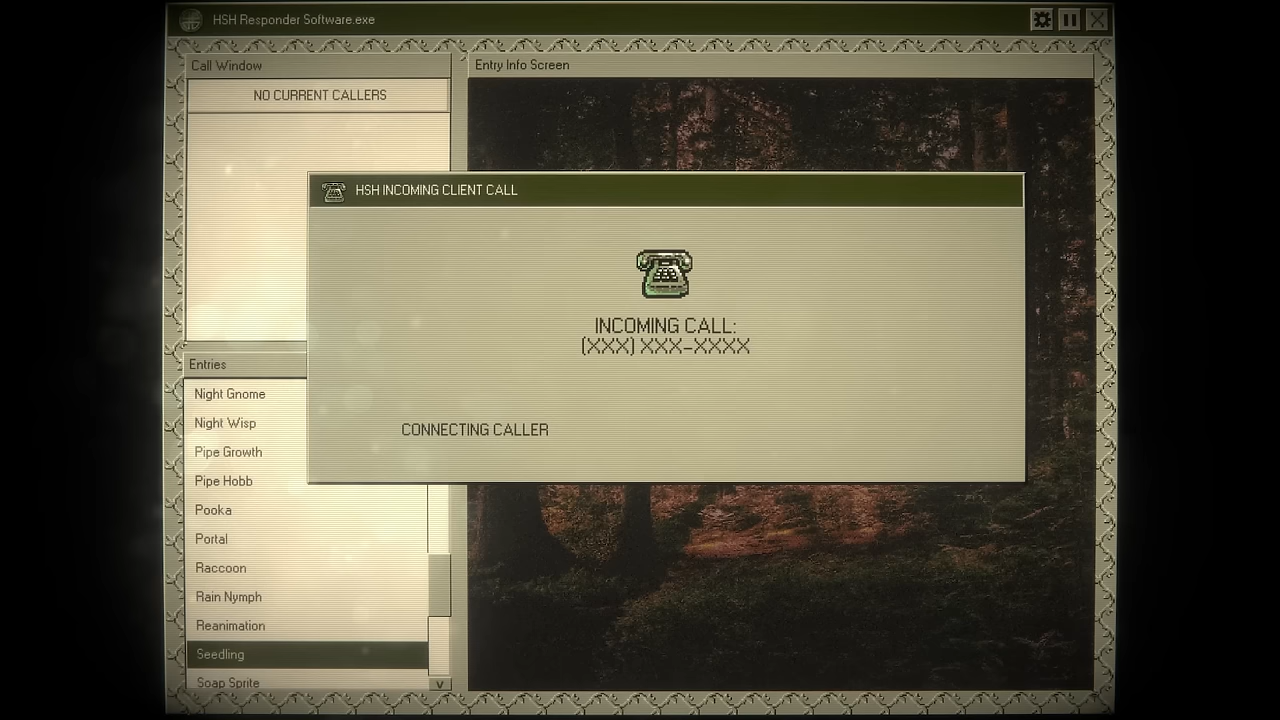 HSH Responder Software.exe
Call Window
NO CURRENT CALLERS
Entry Info Screen
HSH INCOMING CLIENT CALL
INCOMING CALL:
(XXX) XXX-XXXX
CONNECTING CALLER
Entries
Night Gnome
Night Wisp
Pipe Growth
Pipe Hobb
Pooka
Portal
Raccoon
Rain Nymph
Reanimation
Seedling
Soap Sprite